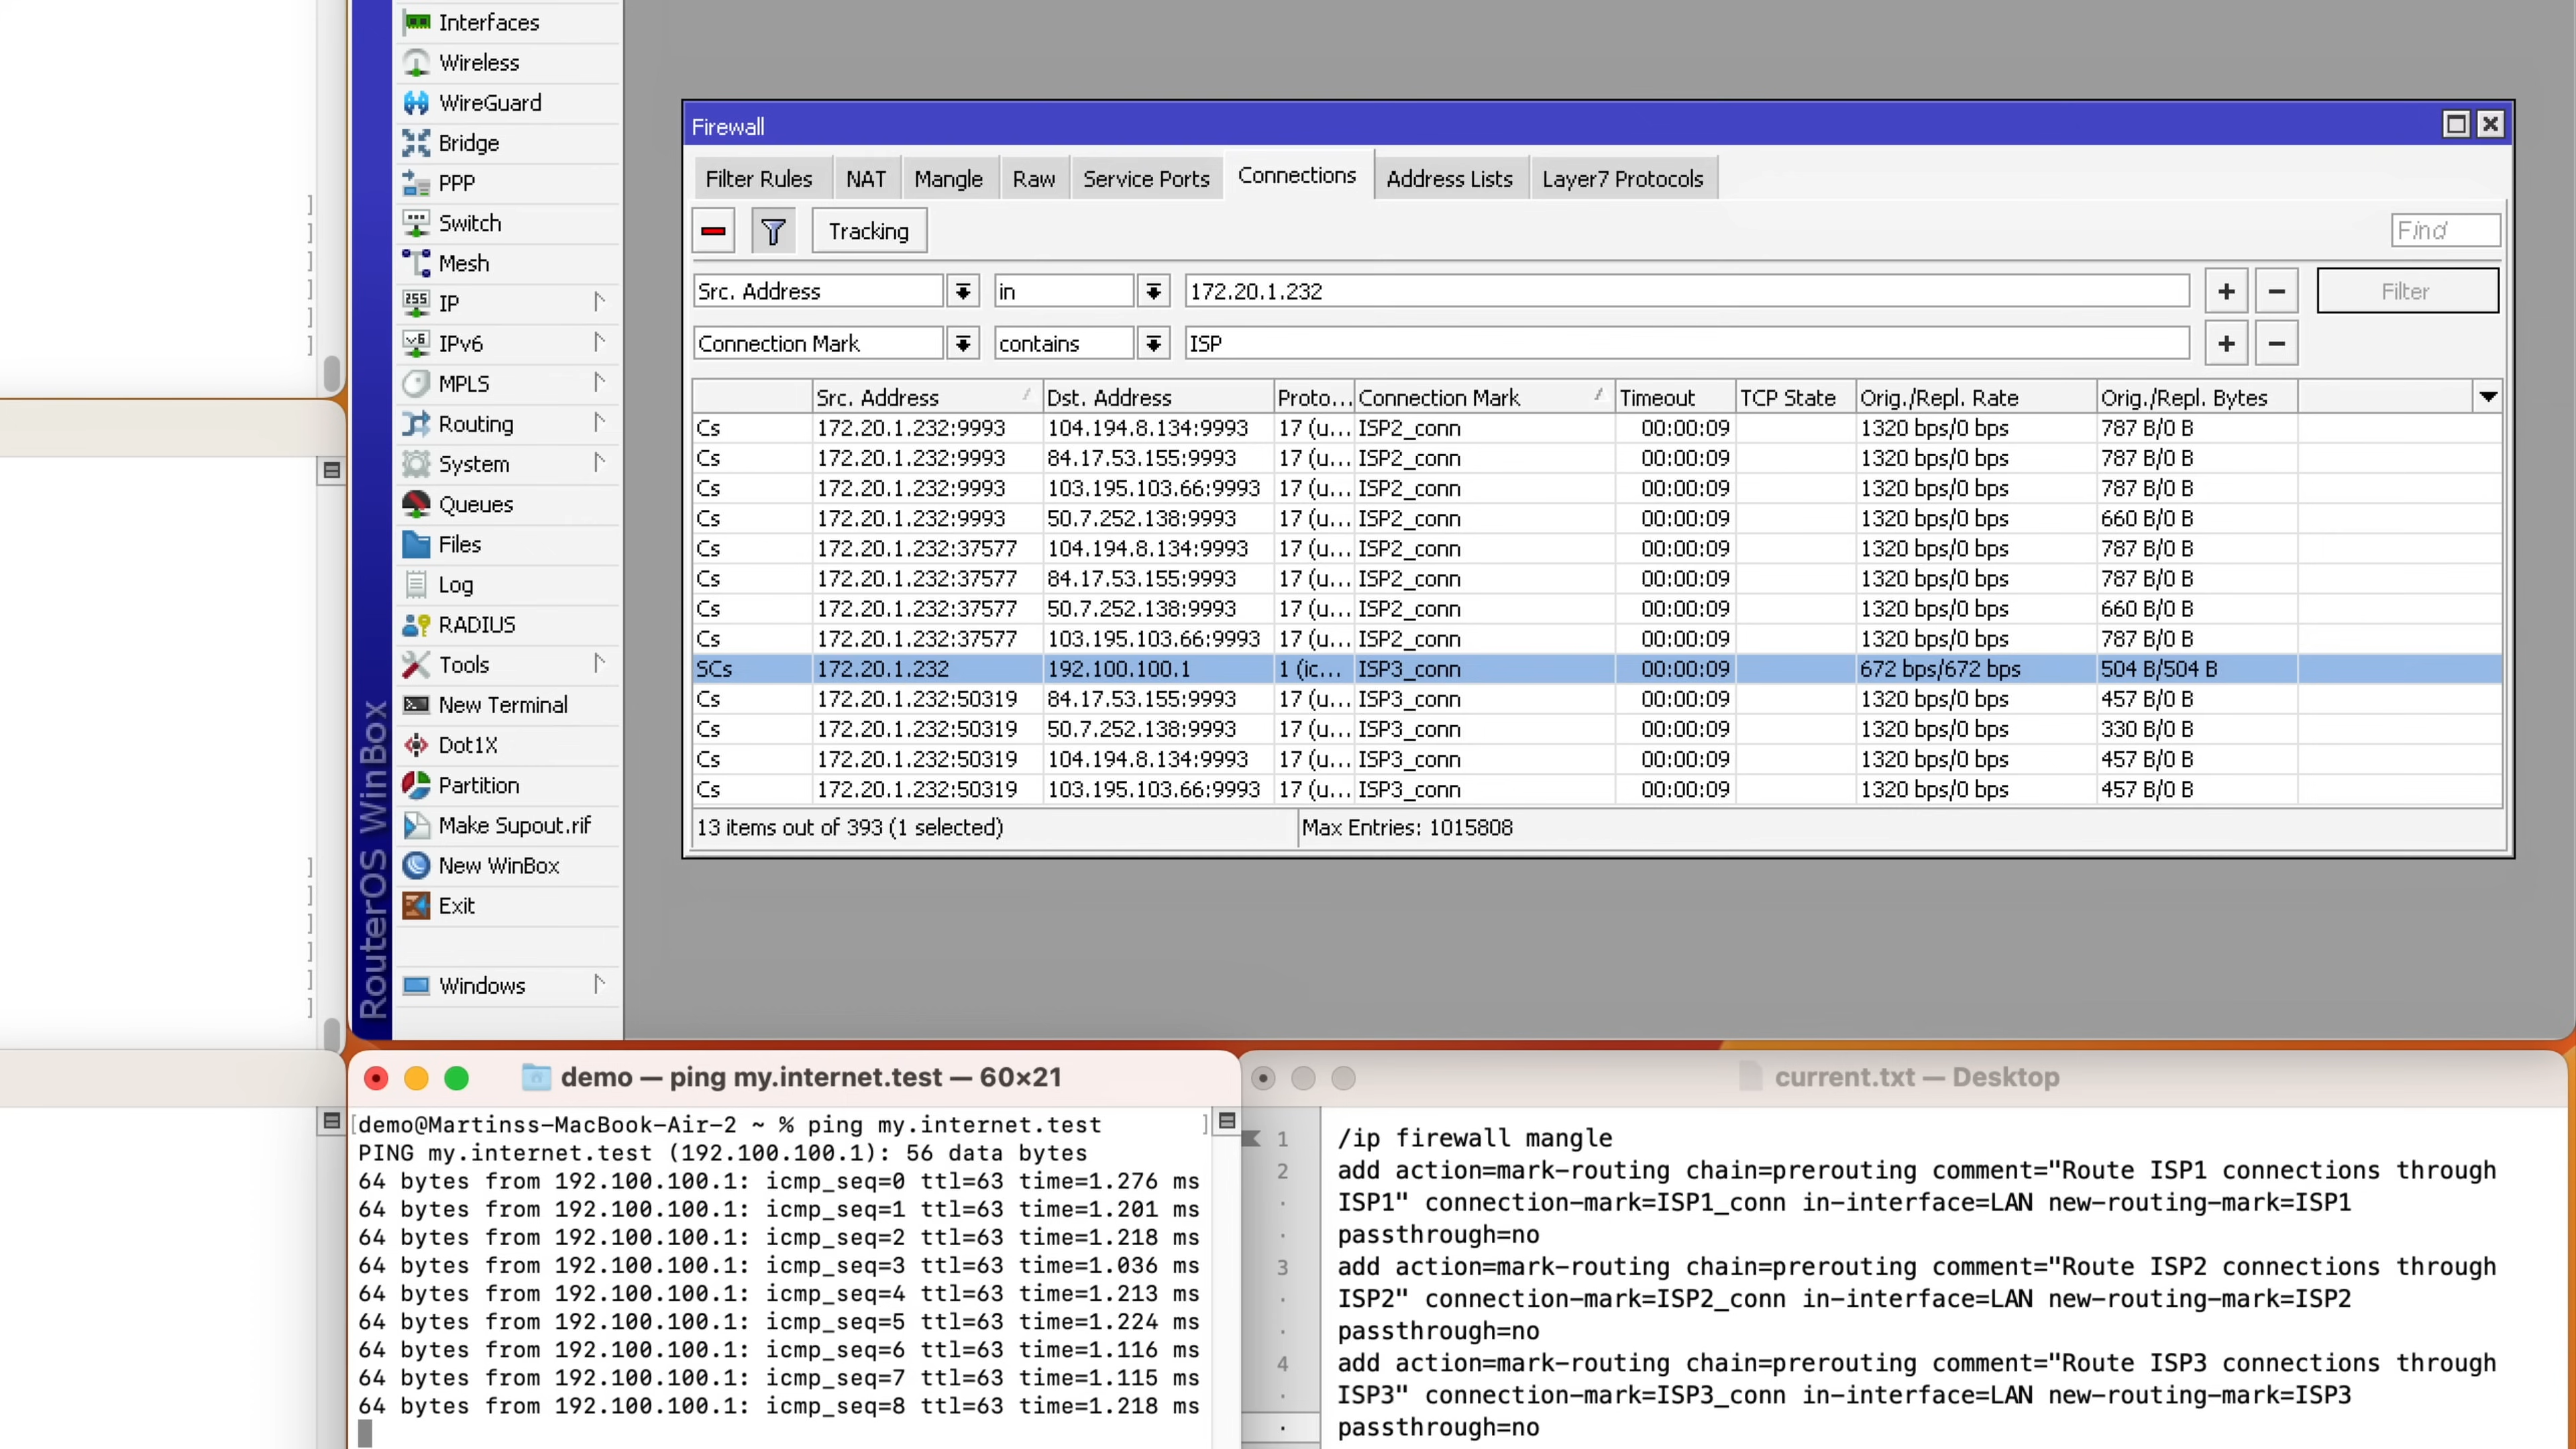 Interfaces
Wireless
WireGuard
Bridge
PPP
Switch
Mesh
IP
IPv6
MPLS
Routing
System
Queues
Files
Log
RADIUS
Tools
New Terminal
Dot1X
Partition
Make Supout.rif
New WinBox
Exit
Windows
RouterOS WinBox
Firewall
Filter Rules NAT Mangle Raw Service Ports Connections Address Lists Layer7 Protocols
Tracking Find
Src. Address in 172.20.1.232 + − Filter
Connection Mark contains ISP + −
Src. Address Dst. Address Proto... Connection Mark Timeout TCP State Orig./Repl. Rate Orig./Repl. Bytes
Cs 172.20.1.232:9993 104.194.8.134:9993 17 (u... ISP2_conn 00:00:09 1320 bps/0 bps 787 B/0 B
Cs 172.20.1.232:9993 84.17.53.155:9993 17 (u... ISP2_conn 00:00:09 1320 bps/0 bps 787 B/0 B
Cs 172.20.1.232:9993 103.195.103.66:9993 17 (u... ISP2_conn 00:00:09 1320 bps/0 bps 787 B/0 B
Cs 172.20.1.232:9993 50.7.252.138:9993 17 (u... ISP2_conn 00:00:09 1320 bps/0 bps 660 B/0 B
Cs 172.20.1.232:37577 104.194.8.134:9993 17 (u... ISP2_conn 00:00:09 1320 bps/0 bps 787 B/0 B
Cs 172.20.1.232:37577 84.17.53.155:9993 17 (u... ISP2_conn 00:00:09 1320 bps/0 bps 787 B/0 B
Cs 172.20.1.232:37577 50.7.252.138:9993 17 (u... ISP2_conn 00:00:09 1320 bps/0 bps 660 B/0 B
Cs 172.20.1.232:37577 103.195.103.66:9993 17 (u... ISP2_conn 00:00:09 1320 bps/0 bps 787 B/0 B
SCs 172.20.1.232 192.100.100.1 1 (ic... ISP3_conn 00:00:09 672 bps/672 bps 504 B/504 B
Cs 172.20.1.232:50319 84.17.53.155:9993 17 (u... ISP3_conn 00:00:09 1320 bps/0 bps 457 B/0 B
Cs 172.20.1.232:50319 50.7.252.138:9993 17 (u... ISP3_conn 00:00:09 1320 bps/0 bps 330 B/0 B
Cs 172.20.1.232:50319 104.194.8.134:9993 17 (u... ISP3_conn 00:00:09 1320 bps/0 bps 457 B/0 B
Cs 172.20.1.232:50319 103.195.103.66:9993 17 (u... ISP3_conn 00:00:09 1320 bps/0 bps 457 B/0 B
13 items out of 393 (1 selected) Max Entries: 1015808
demo — ping my.internet.test — 60×21
[demo@Martinss-MacBook-Air-2 ~ % ping my.internet.test ]
PING my.internet.test (192.100.100.1): 56 data bytes
64 bytes from 192.100.100.1: icmp_seq=0 ttl=63 time=1.276 ms
64 bytes from 192.100.100.1: icmp_seq=1 ttl=63 time=1.201 ms
64 bytes from 192.100.100.1: icmp_seq=2 ttl=63 time=1.218 ms
64 bytes from 192.100.100.1: icmp_seq=3 ttl=63 time=1.036 ms
64 bytes from 192.100.100.1: icmp_seq=4 ttl=63 time=1.213 ms
64 bytes from 192.100.100.1: icmp_seq=5 ttl=63 time=1.224 ms
64 bytes from 192.100.100.1: icmp_seq=6 ttl=63 time=1.116 ms
64 bytes from 192.100.100.1: icmp_seq=7 ttl=63 time=1.115 ms
64 bytes from 192.100.100.1: icmp_seq=8 ttl=63 time=1.218 ms
current.txt — Desktop
1 /ip firewall mangle
2 add action=mark-routing chain=prerouting comment="Route ISP1 connections through
ISP1" connection-mark=ISP1_conn in-interface=LAN new-routing-mark=ISP1
passthrough=no
3 add action=mark-routing chain=prerouting comment="Route ISP2 connections through
ISP2" connection-mark=ISP2_conn in-interface=LAN new-routing-mark=ISP2
passthrough=no
4 add action=mark-routing chain=prerouting comment="Route ISP3 connections through
ISP3" connection-mark=ISP3_conn in-interface=LAN new-routing-mark=ISP3
passthrough=no